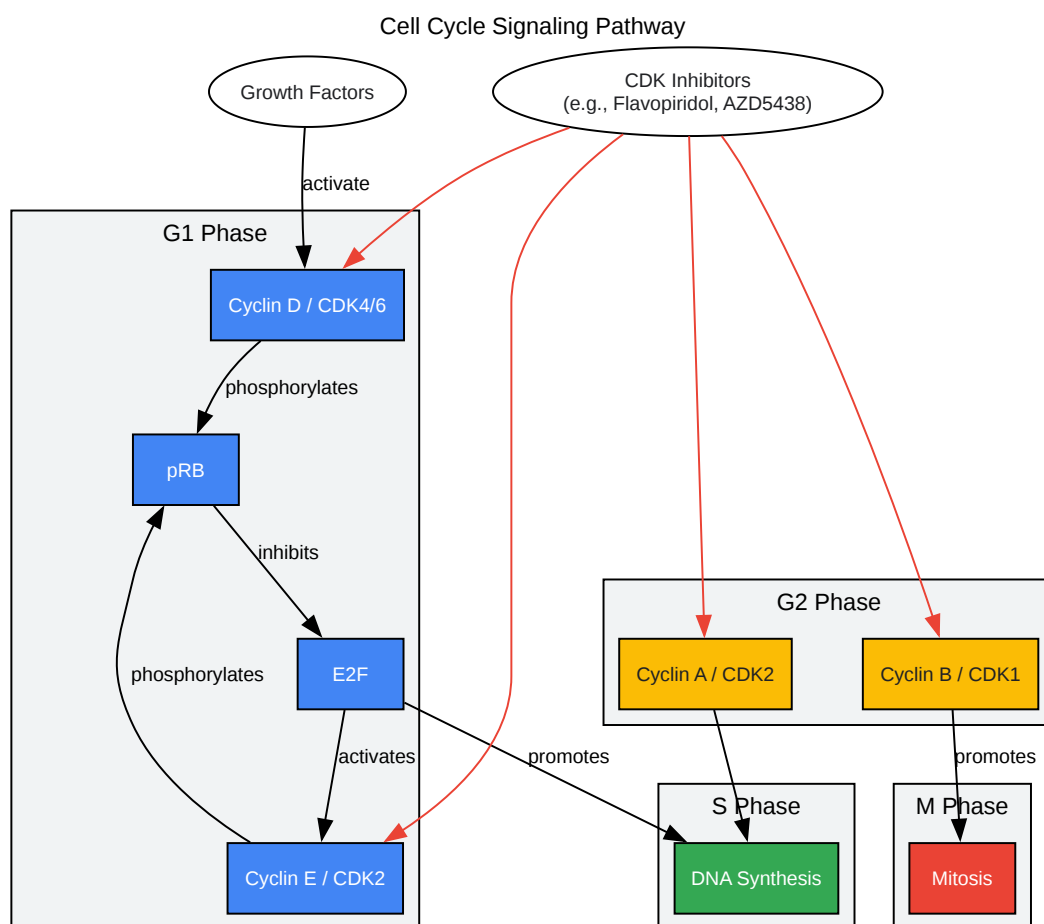 Cell Cycle Signaling Pathway
Growth Factors
CDK Inhibitors
(e.g., Flavopiridol, AZD5438)
activate
G1 Phase
Cyclin D / CDK4/6
phosphorylates
pRB
inhibits
G2 Phase
E2F
Cyclin A / CDK2
Cyclin B / CDK1
phosphorylates
activates
promotes
promotes
S Phase
M Phase
Cyclin E / CDK2
DNA Synthesis
Mitosis